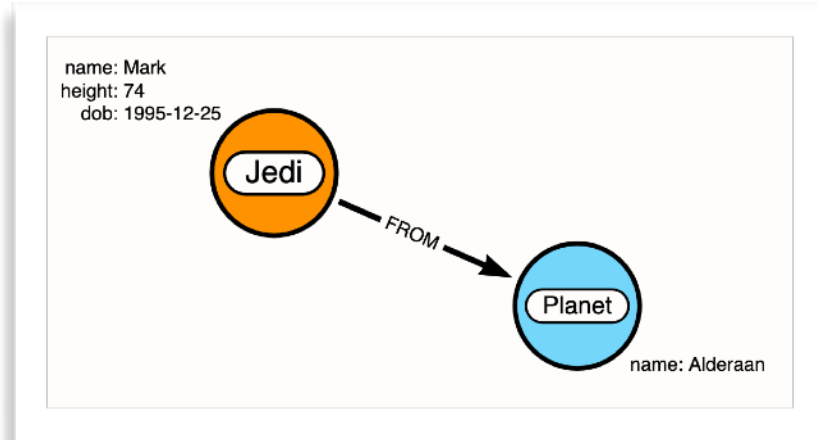 name: Mark
height: 74
dob: 1995-12-25
Jedi
FROM
Planet
name: Alderaan